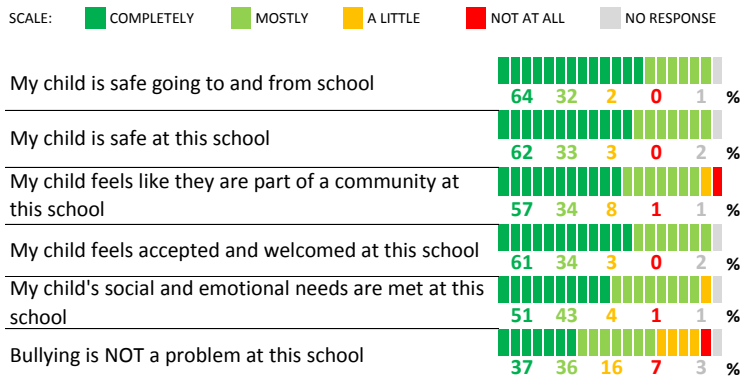 SCALE: COMPLETELY MOSTLY A LITTLE NOT AT ALL NO RESPONSE
My child is safe going to and from school
64 32 2 0 1 %
My child is safe at this school
62 33 3 0 2 %
My child feels like they are part of a community at
this school
57 34 8 1 1 %
My child feels accepted and welcomed at this school
61 34 3 0 2 %
My child's social and emotional needs are met at this
school
51 43 4 1 1 %
Bullying is NOT a problem at this school
37 36 16 7 3 %